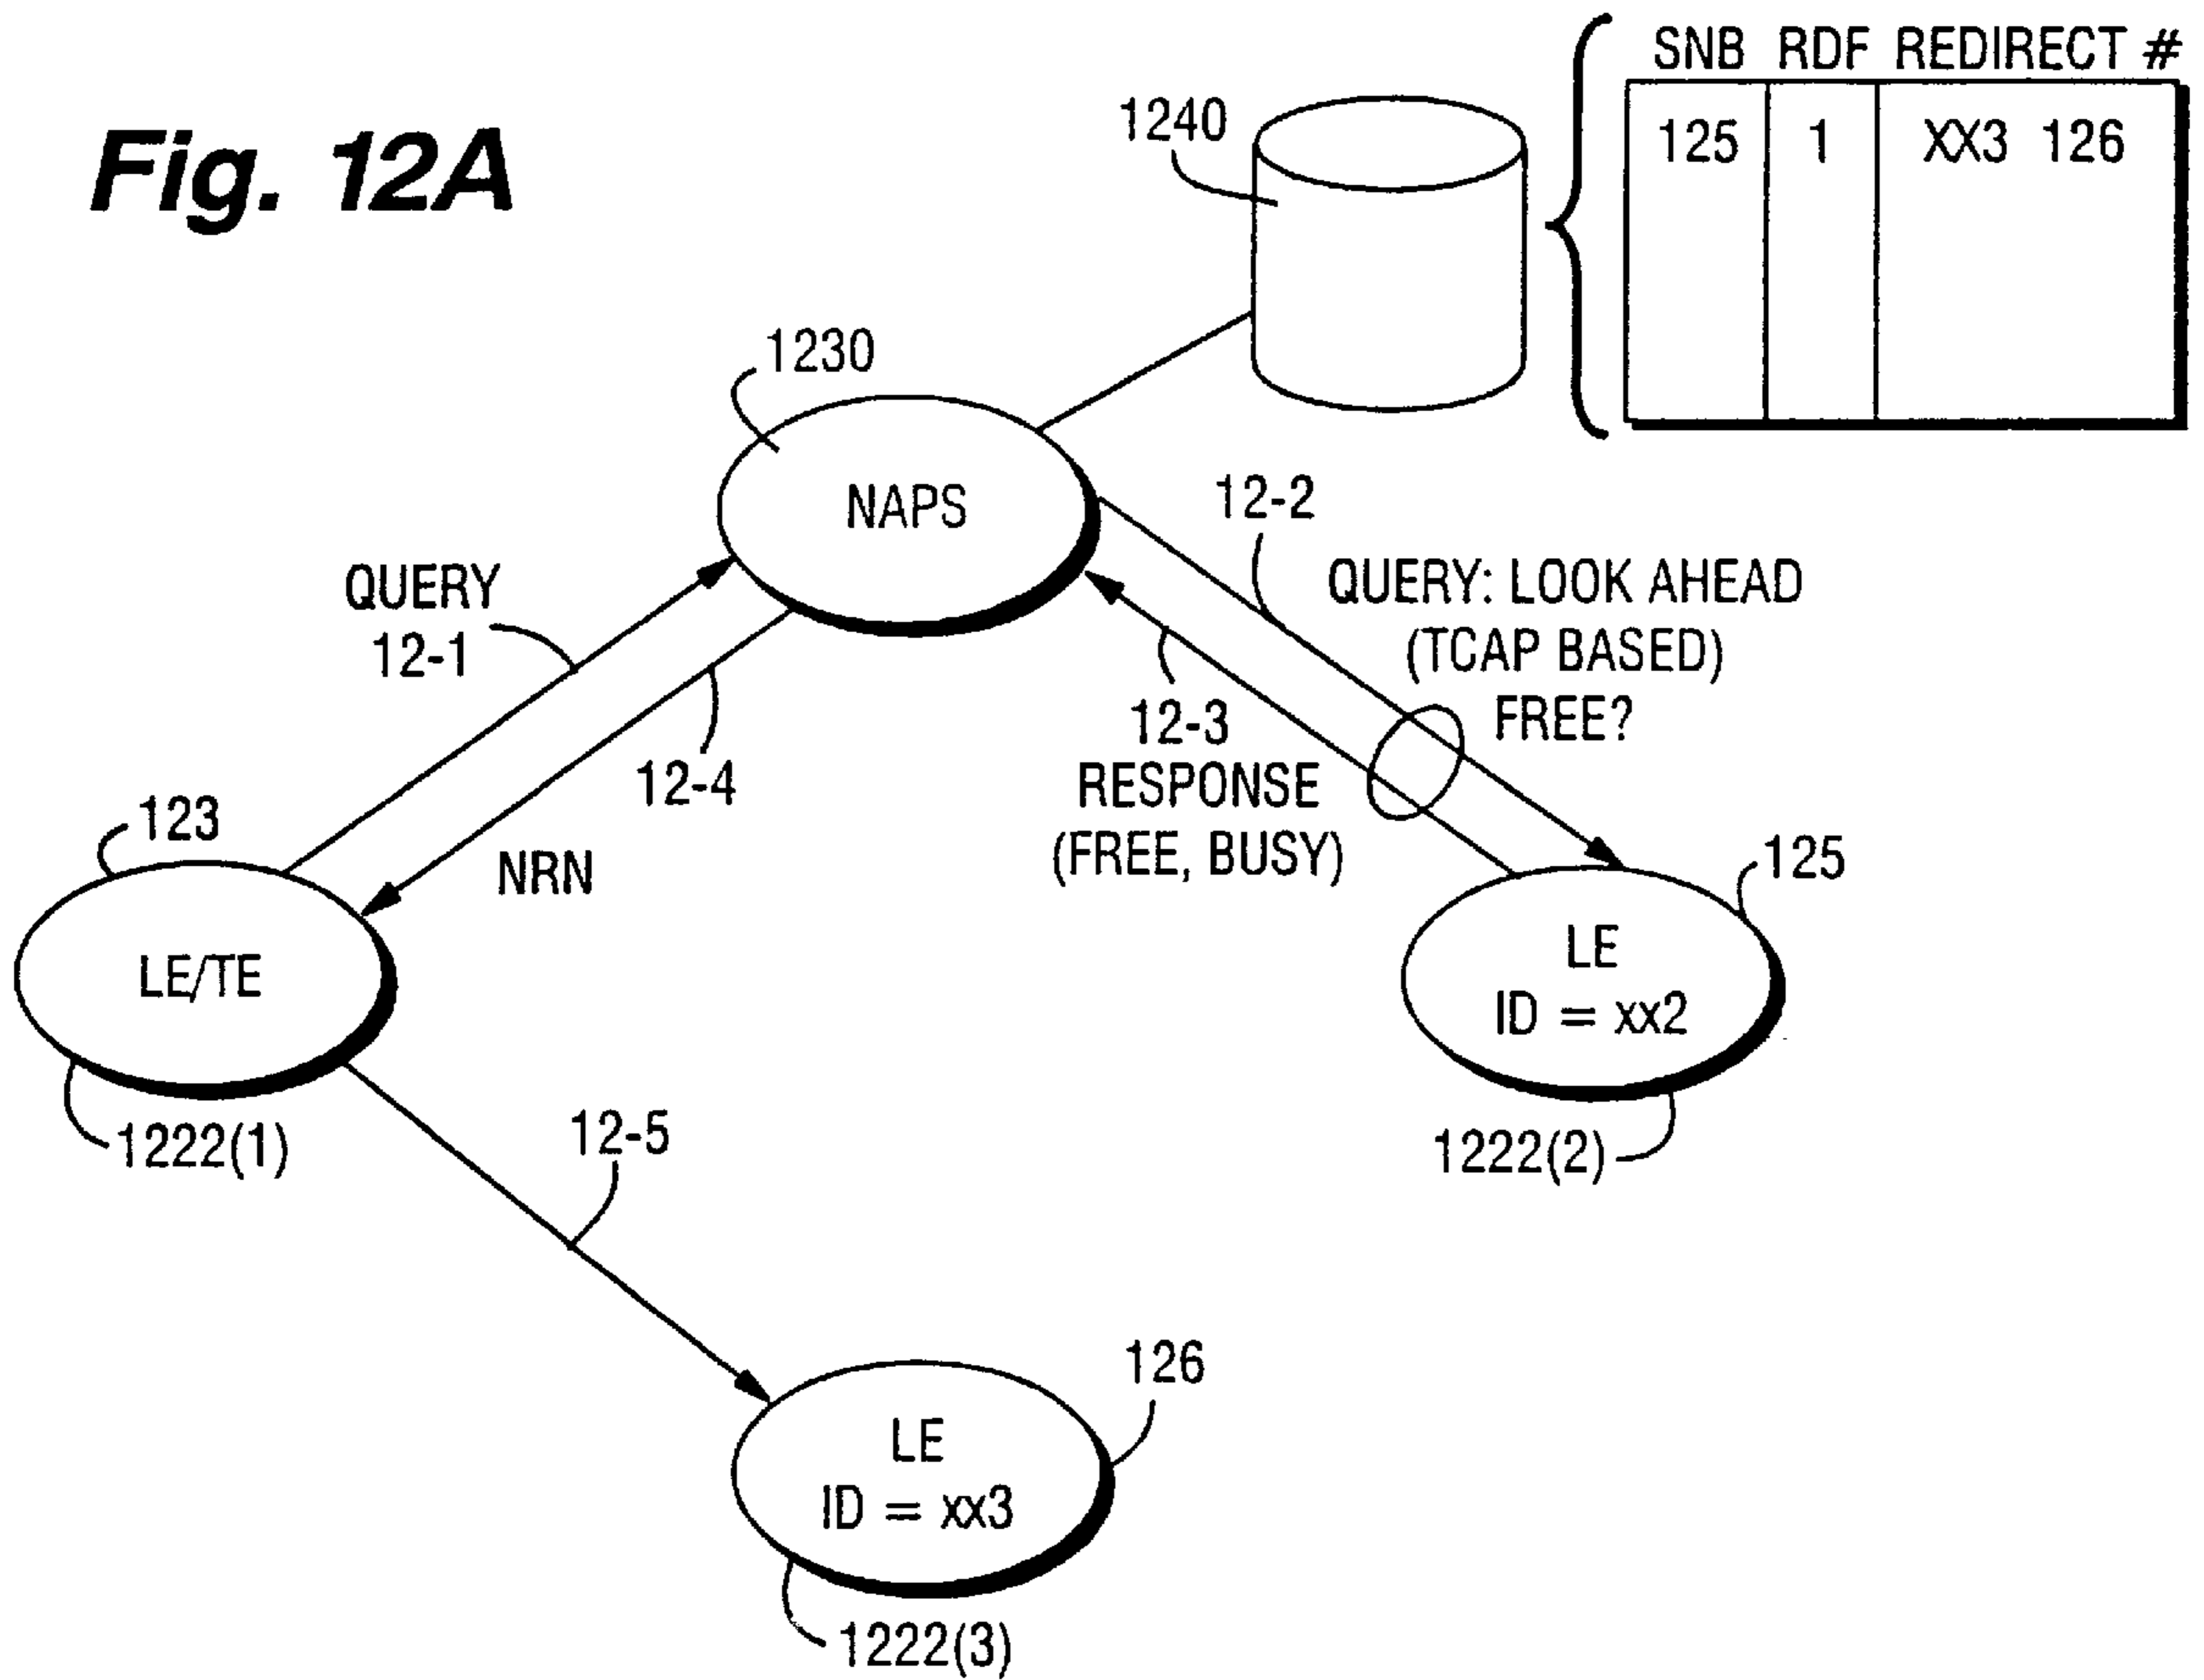 Fig. 12A
SNB RDF REDIRECT #
125 1 XX3 126
1240
1230
NAPS
12-2
QUERY: LOOK AHEAD
(TCAP BASED)
FREE?
QUERY
12-1
12-3
RESPONSE
(FREE, BUSY)
12-4
NRN
123
LE/TE
1222(1)
125
LE
ID = xx2
1222(2)
12-5
126
LE
ID = xx3
1222(3)